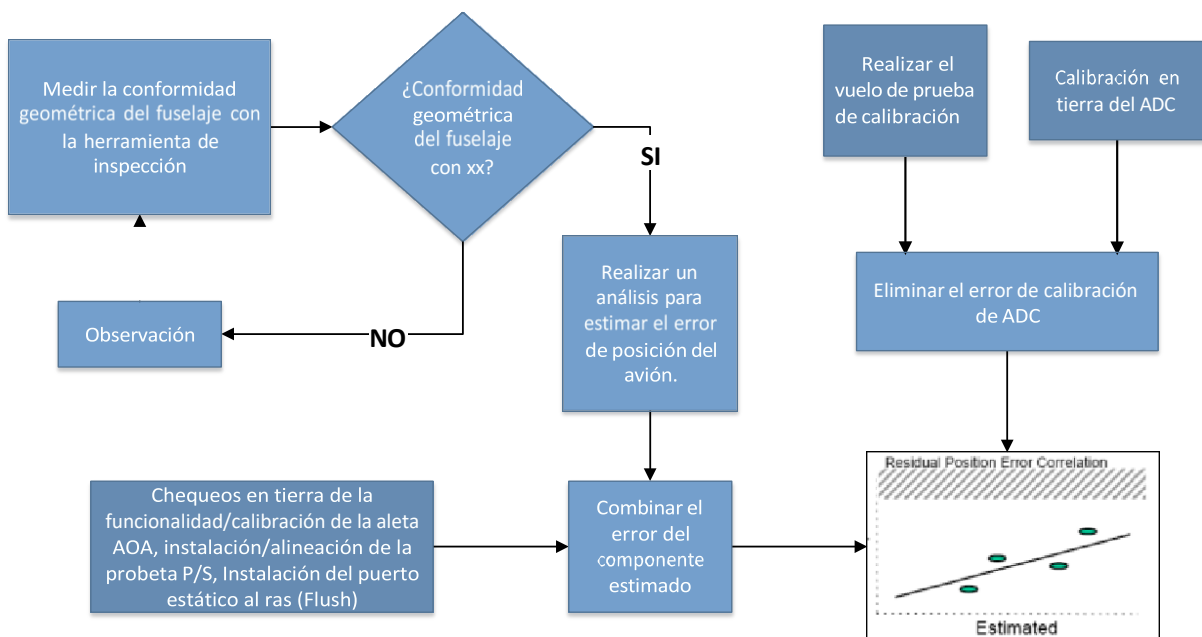 Medir la conformidad
geométrica del fuselaje con
la herramienta de
inspección
¿Conformidad
geométrica
del fuselaje
con xx?
SI
NO
Observación
Realizar un
análisis para
estimar el error
de posición del
avión.
Chequeos en tierra de la
funcionalidad/calibración de la aleta
AOA, instalación/alineación de la
probeta P/S, Instalación del puerto
estático al ras (Flush)
Combinar el
error del
componente
estimado
Realizar el
vuelo de prueba
de calibración
Calibración en
tierra del ADC
Eliminar el error de calibración
de ADC
Residual Position Error Correlation
Estimated